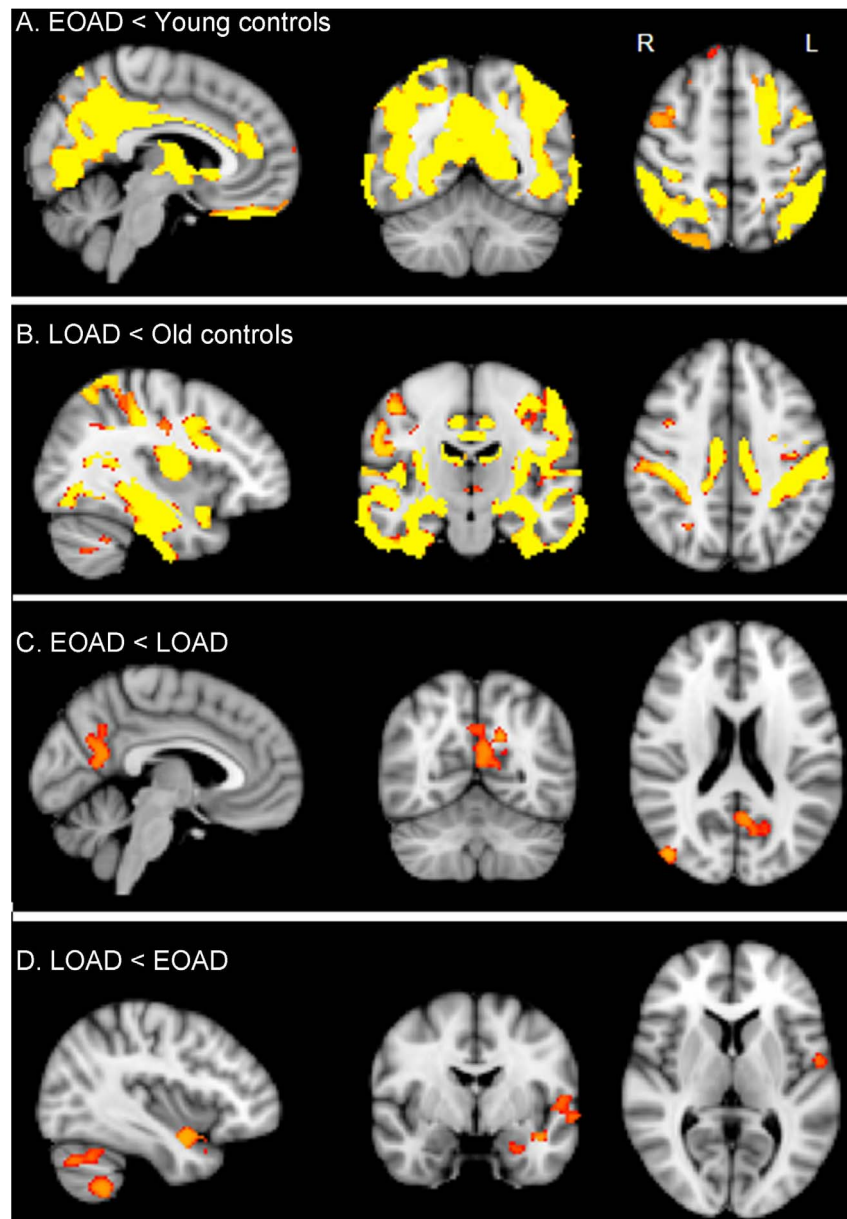 A. EOAD < Young controls
R L
B. LOAD < Old controls
C. EOAD < LOAD
D. LOAD < EOAD